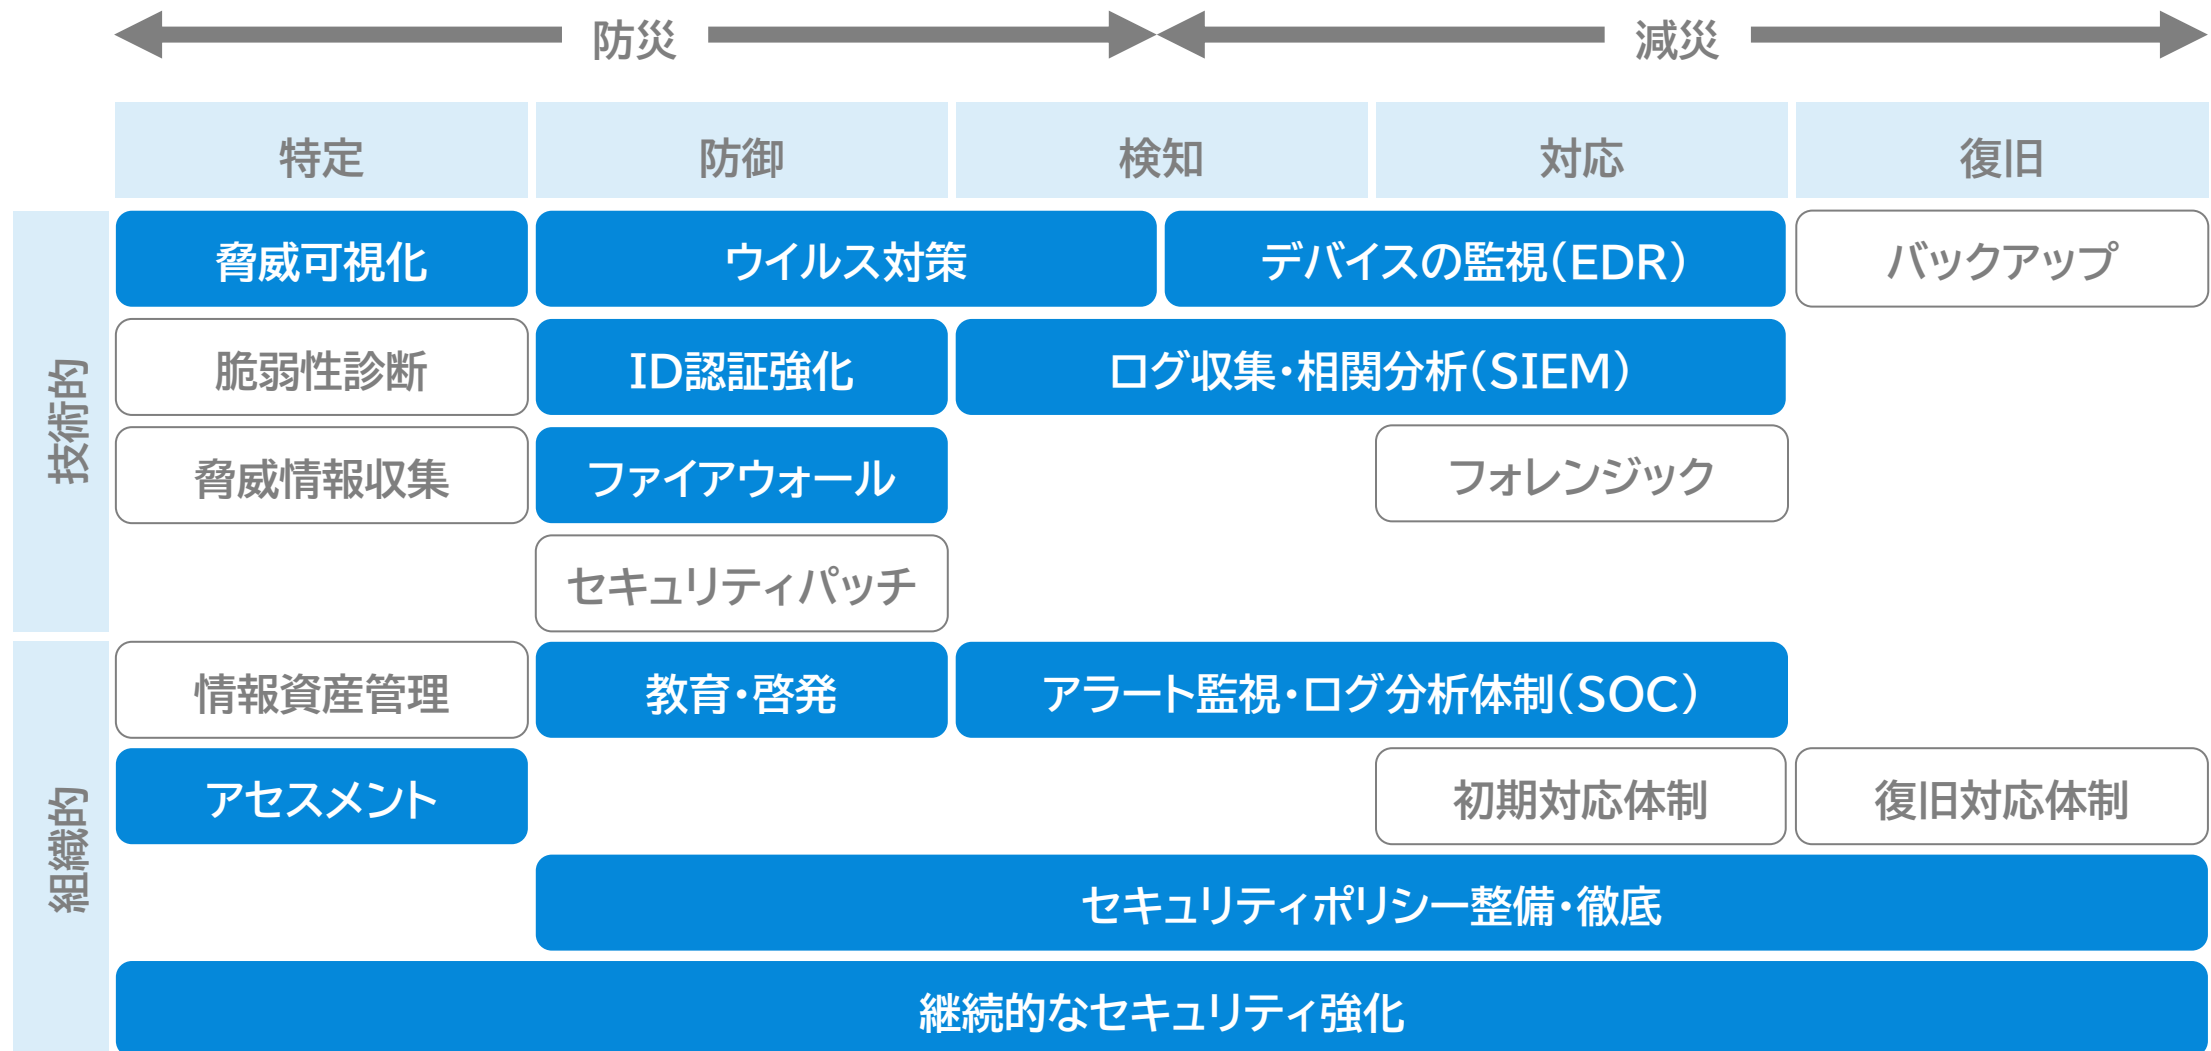 防災
減災
特定
防御
検知
対応
復旧
技術的
脅威可視化
ウイルス対策
デバイスの監視(EDR)
バックアップ
脆弱性診断
ID認証強化
ログ収集・相関分析(SIEM)
脅威情報収集
ファイアウォール
フォレンジック
セキュリティパッチ
組織的
情報資産管理
教育・啓発
アラート監視・ログ分析体制(SOC)
アセスメント
初期対応体制
復旧対応体制
セキュリティポリシー整備・徹底
継続的なセキュリティ強化